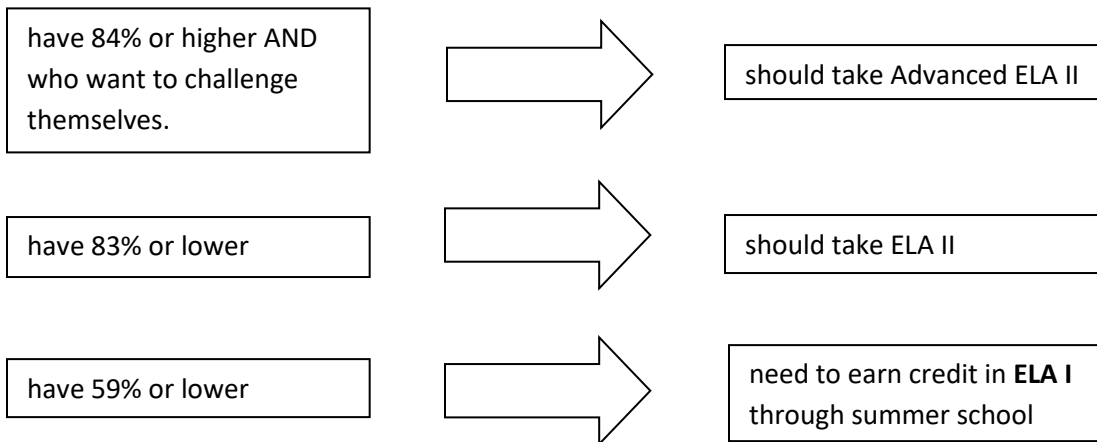 have 84% or higher AND
who want to challenge
themselves.
should take Advanced ELA II
have 83% or lower
should take ELA II
have 59% or lower
need to earn credit in ELA I
through summer school